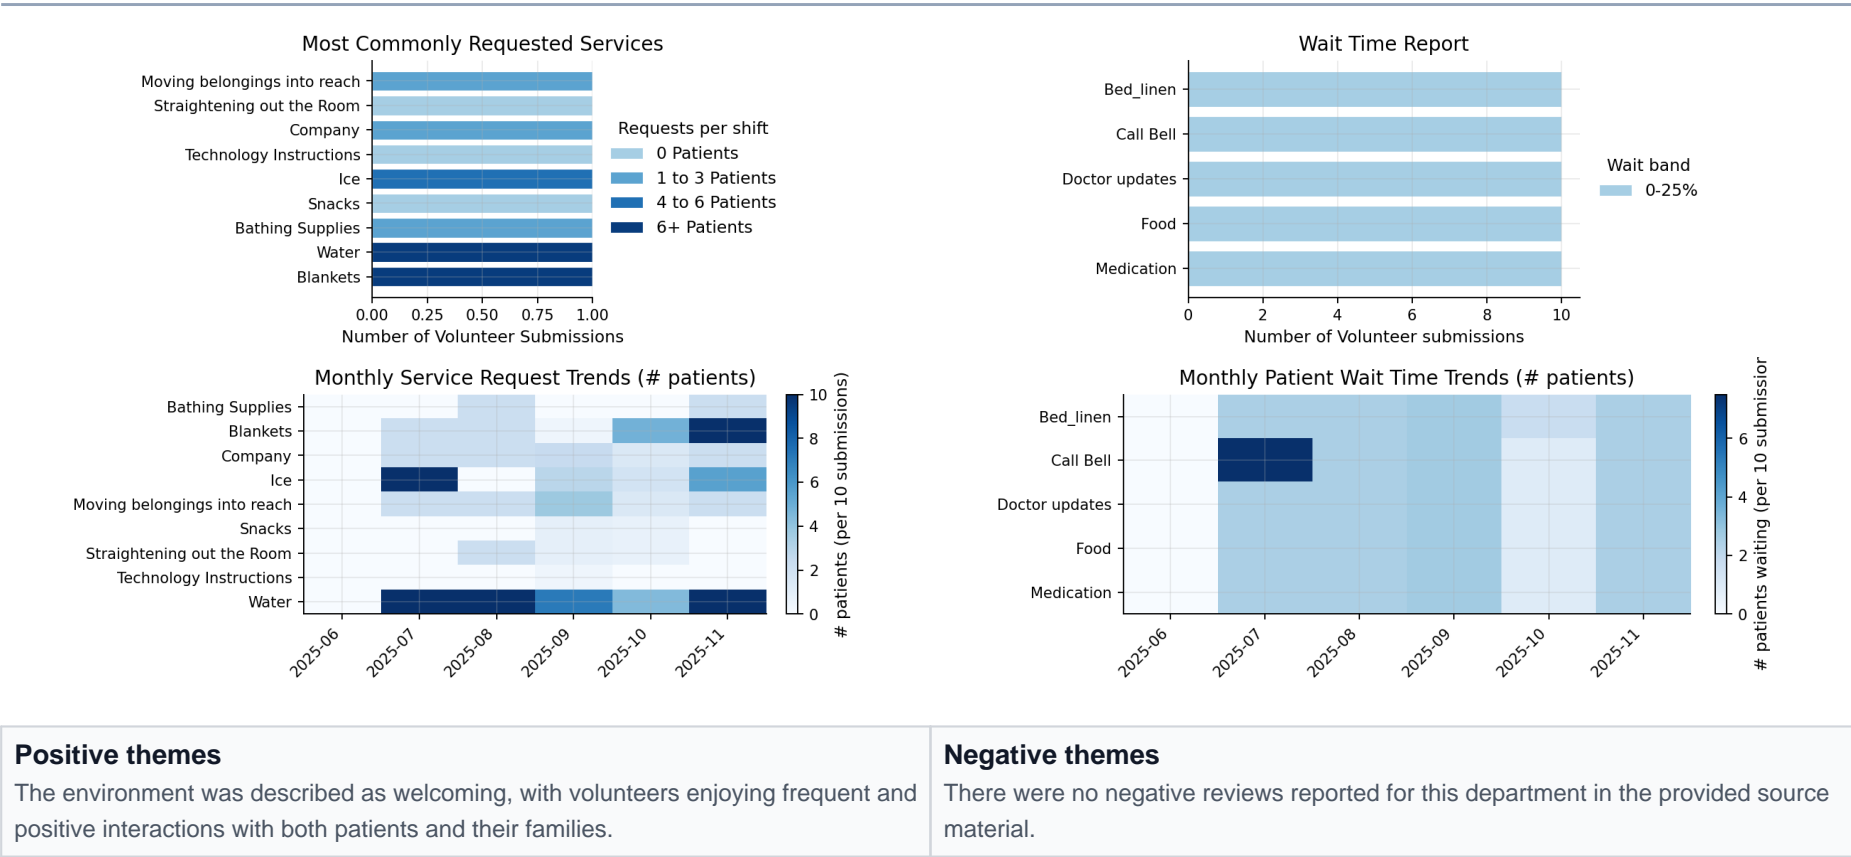 Most Commonly Requested Services
Moving belongings into reach
Straightening out the Room
Company
Technology Instructions
Ice
Snacks
Bathing Supplies
Water
Blankets
0.00 0.25 0.50 0.75 1.00
Number of Volunteer Submissions
Requests per shift
0 Patients
1 to 3 Patients
4 to 6 Patients
6+ Patients
Wait Time Report
Bed_linen
Call Bell
Doctor updates
Food
Medication
0 2 4 6 8 10
Number of Volunteer submissions
Wait band
0-25%
Monthly Service Request Trends (# patients)
Bathing Supplies
Blankets
Company
Ice
Moving belongings into reach
Snacks
Straightening out the Room
Technology Instructions
Water
2025-06 2025-07 2025-08 2025-09 2025-10 2025-11
10
8
6
4
2
0
# patients (per 10 submissions)
Monthly Patient Wait Time Trends (# patients)
Bed_linen
Call Bell
Doctor updates
Food
Medication
2025-06 2025-07 2025-08 2025-09 2025-10 2025-11
6
4
2
0
# patients waiting (per 10 submission
Positive themes
The environment was described as welcoming, with volunteers enjoying frequent and
positive interactions with both patients and their families.
Negative themes
There were no negative reviews reported for this department in the provided source
material.